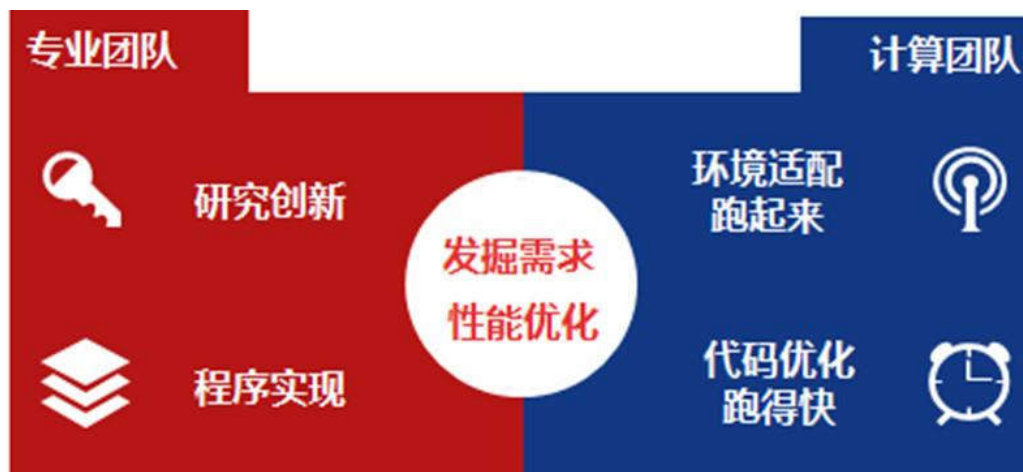 专业团队
计算团队
研究创新
程序实现
发掘需求
性能优化
环境适配
跑起来
代码优化
跑得快